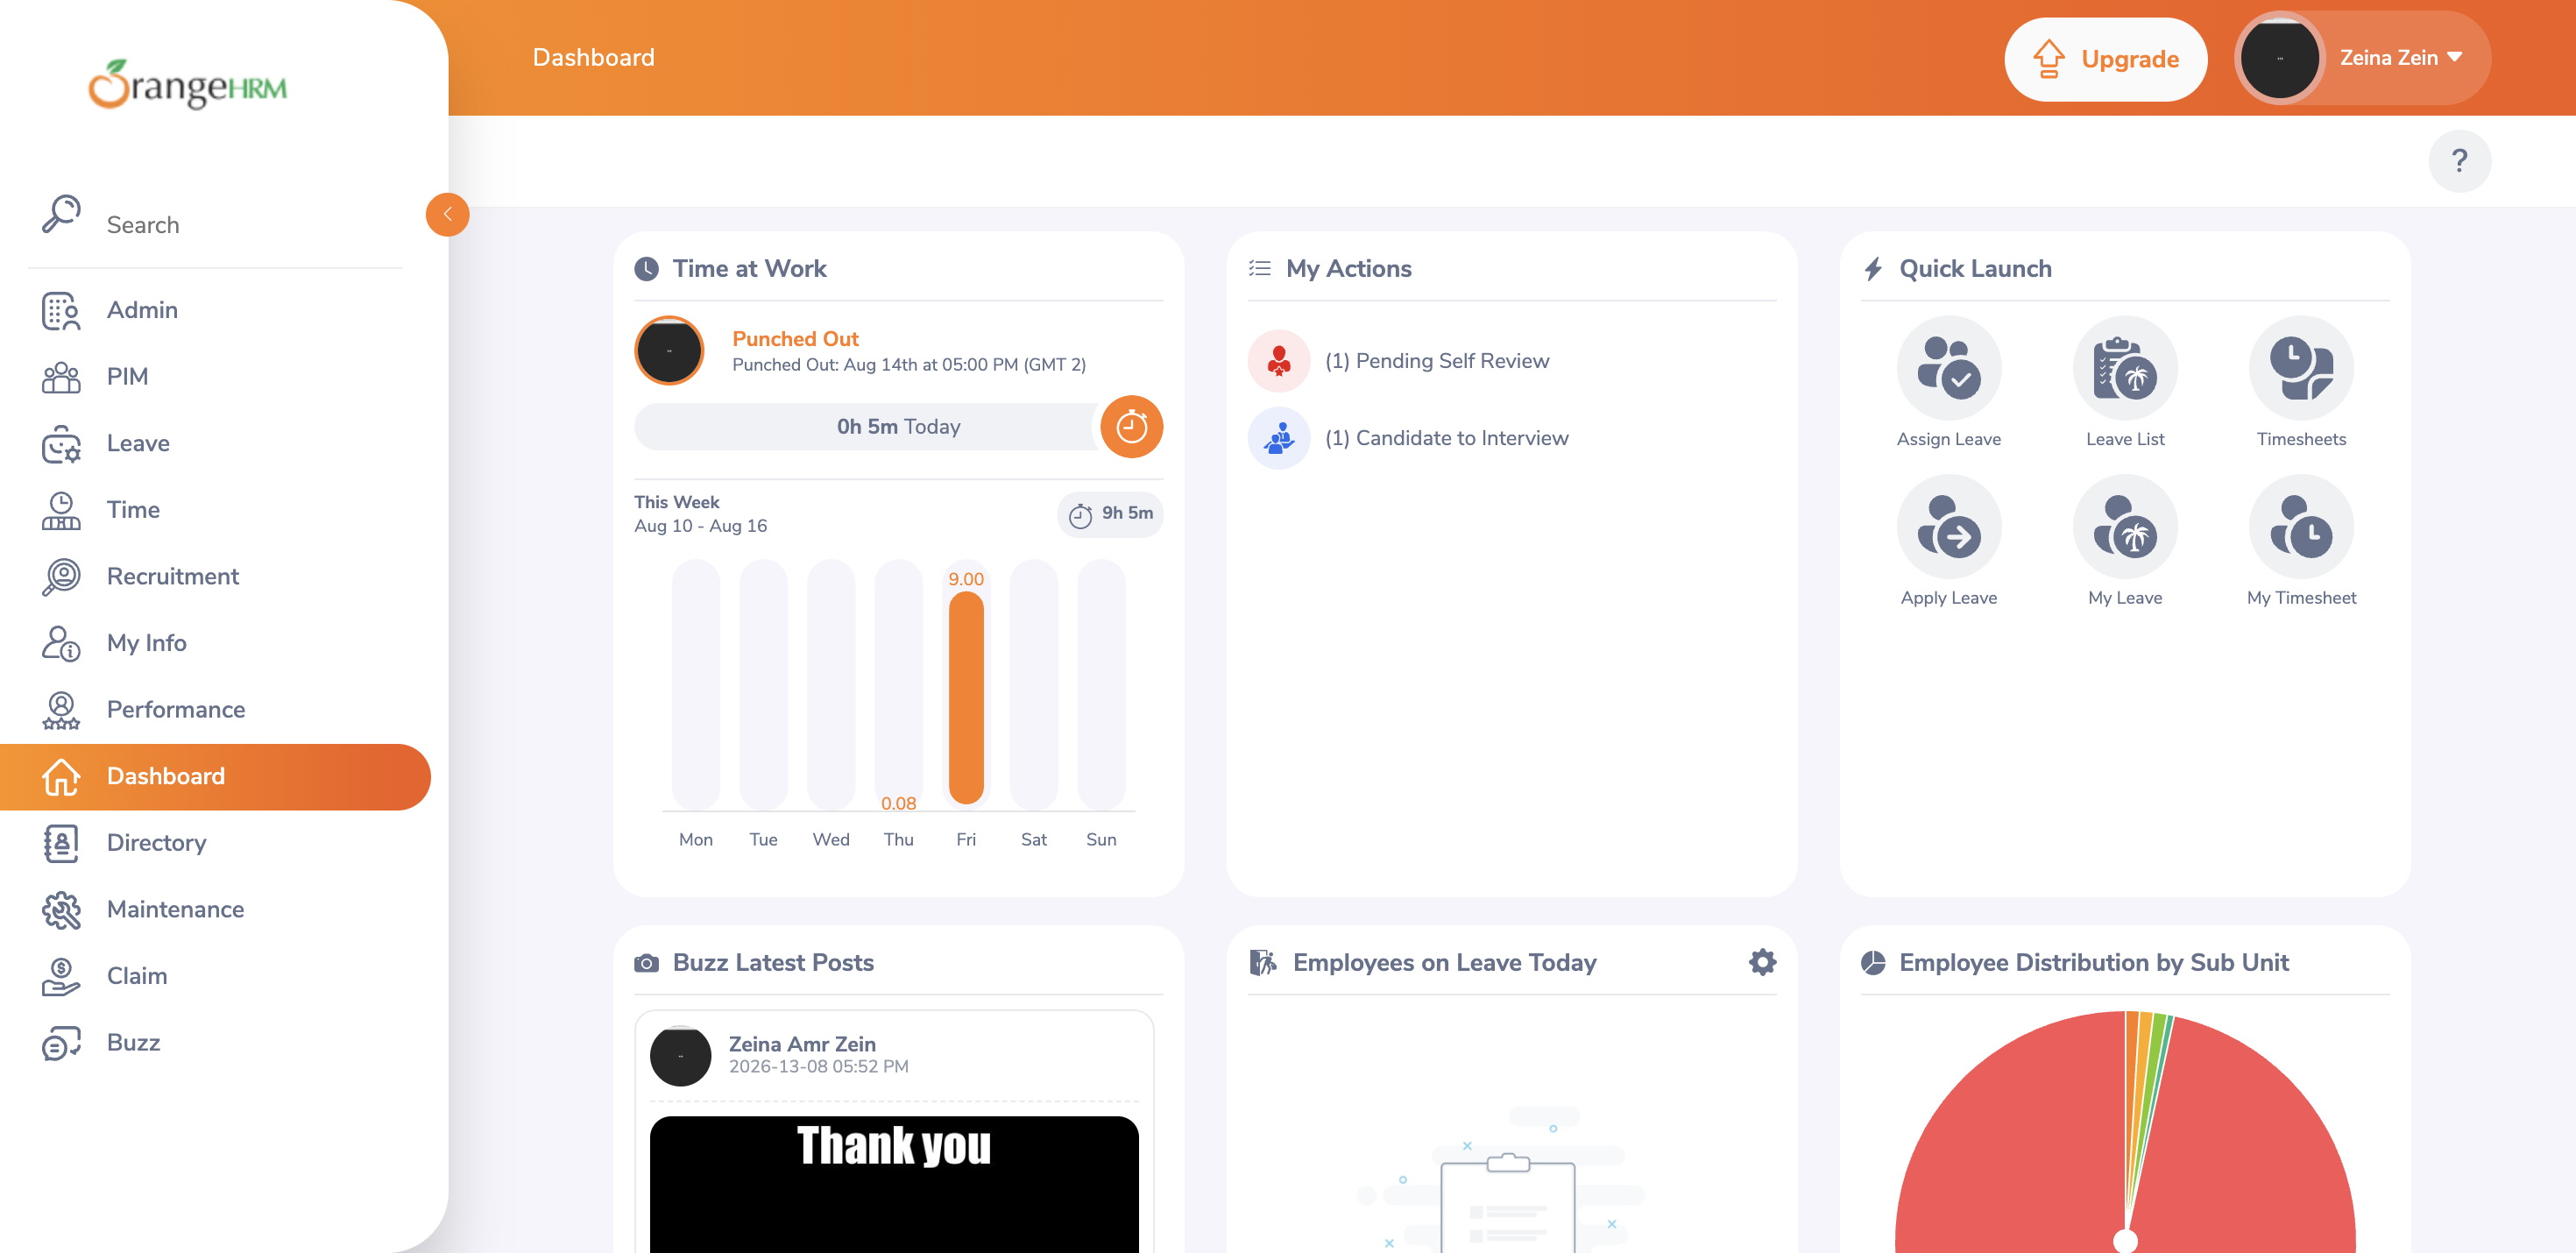 OrangeHRM
Search
Admin
PIM
Leave
Time
Recruitment
My Info
Performance
Dashboard
Directory
Maintenance
Claim
Buzz
Dashboard
Upgrade
Zeina Zein
?
Time at Work
Punched Out
Punched Out: Aug 14th at 05:00 PM (GMT 2)
0h 5m Today
This Week
Aug 10 - Aug 16
9h 5m
9.00
0.08
Mon Tue Wed Thu Fri Sat Sun
My Actions
(1) Pending Self Review
(1) Candidate to Interview
Quick Launch
Assign Leave Leave List Timesheets
Apply Leave My Leave My Timesheet
Buzz Latest Posts
Zeina Amr Zein
2026-13-08 05:52 PM
Thank you
Employees on Leave Today
Employee Distribution by Sub Unit